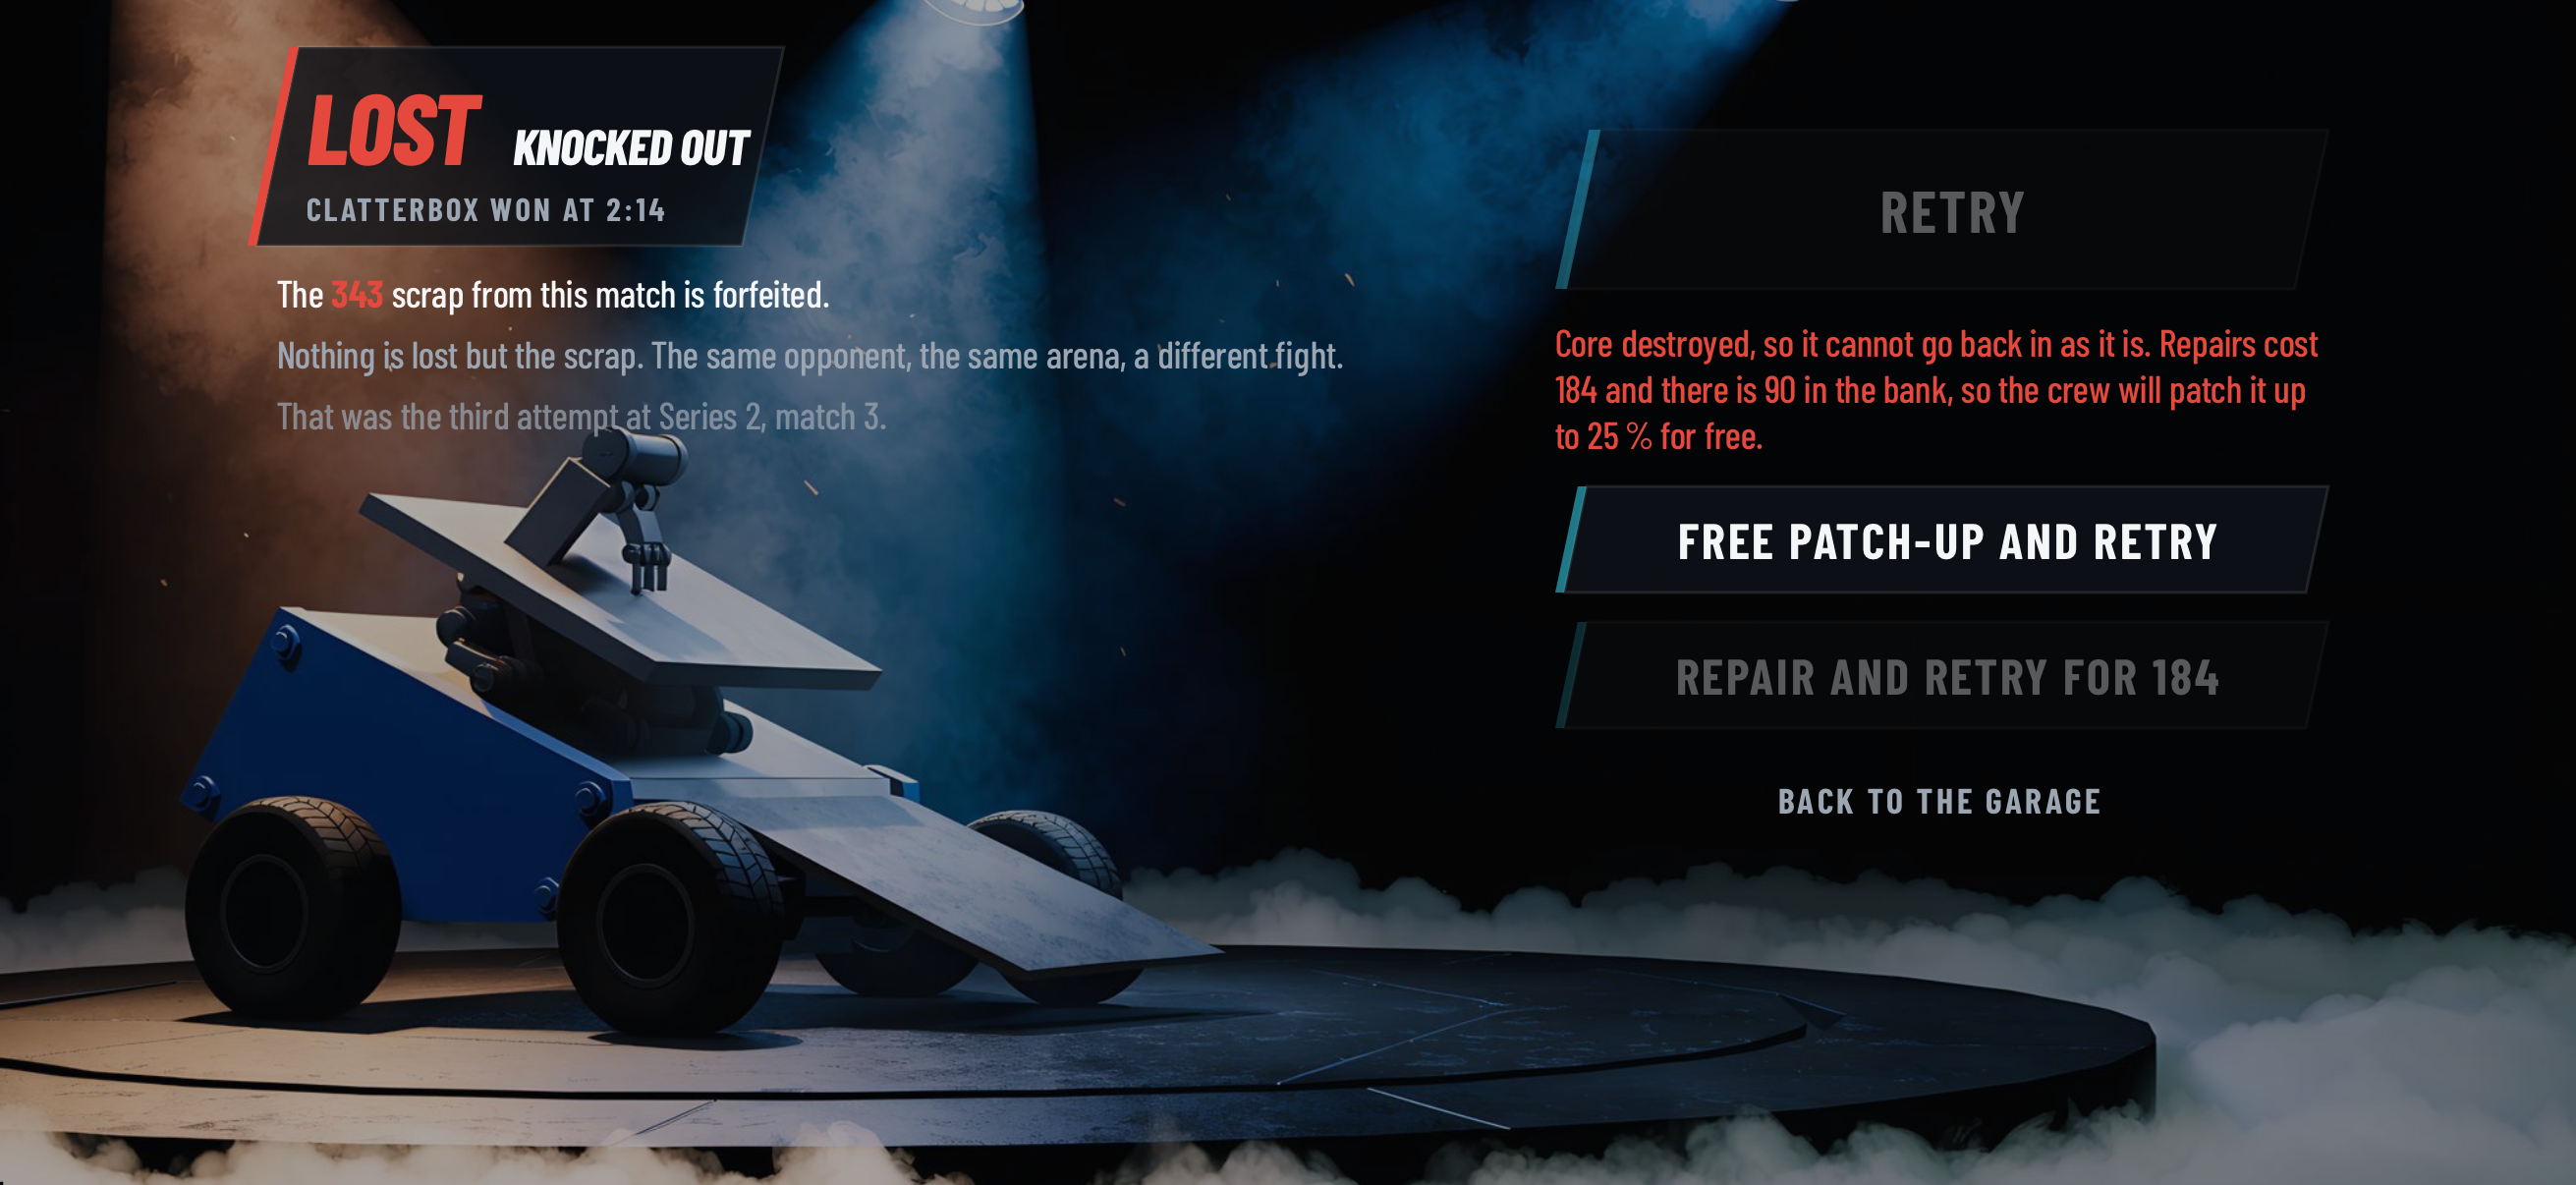 LOST KNOCKED OUT
CLATTERBOX WON AT 2:14
The 343 scrap from this match is forfeited.
Nothing is lost but the scrap. The same opponent, the same arena, a different fight.
That was the third attempt at Series 2, match 3.
RETRY
Core destroyed, so it cannot go back in as it is. Repairs cost
184 and there is 90 in the bank, so the crew will patch it up
to 25 % for free.
FREE PATCH-UP AND RETRY
REPAIR AND RETRY FOR 184
BACK TO THE GARAGE